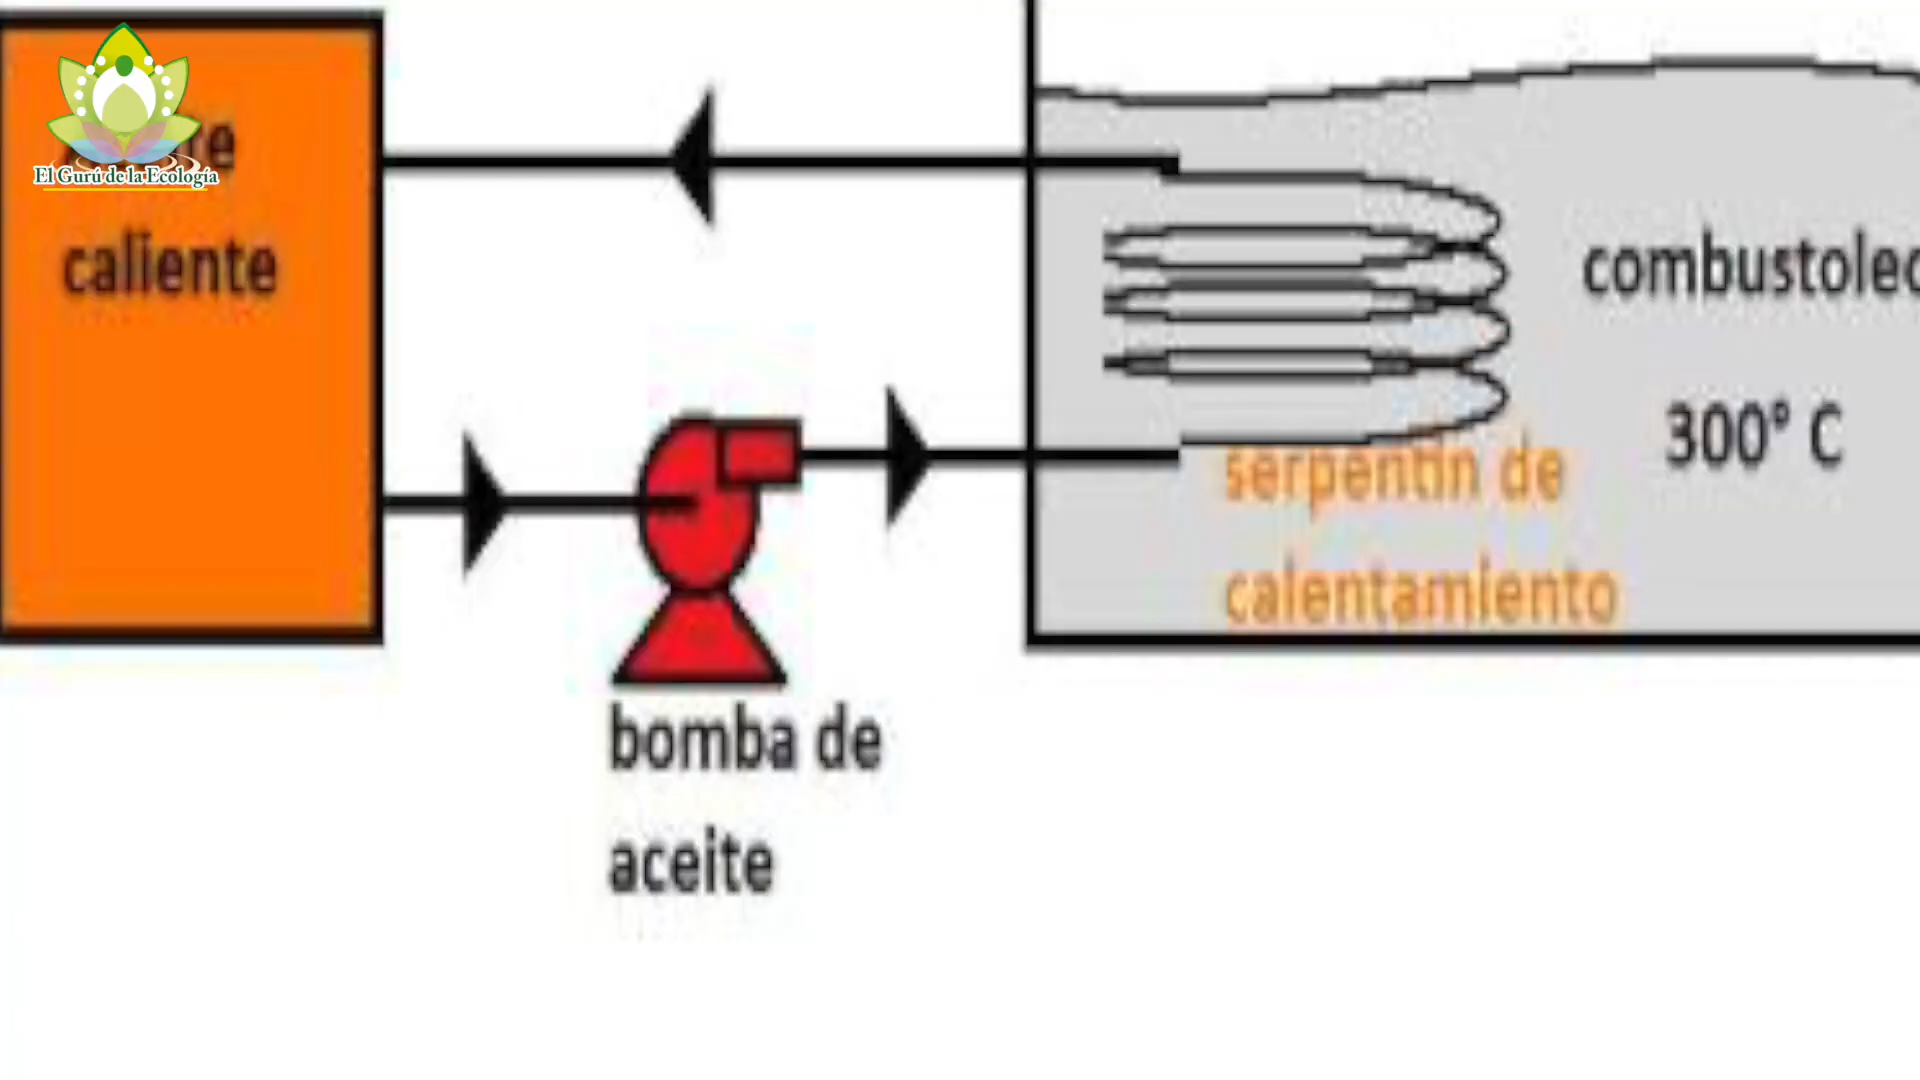 El Gurú de la Ecología
caliente
combustoleo
300° C
serpentin de
calentamiento
bomba de
aceite